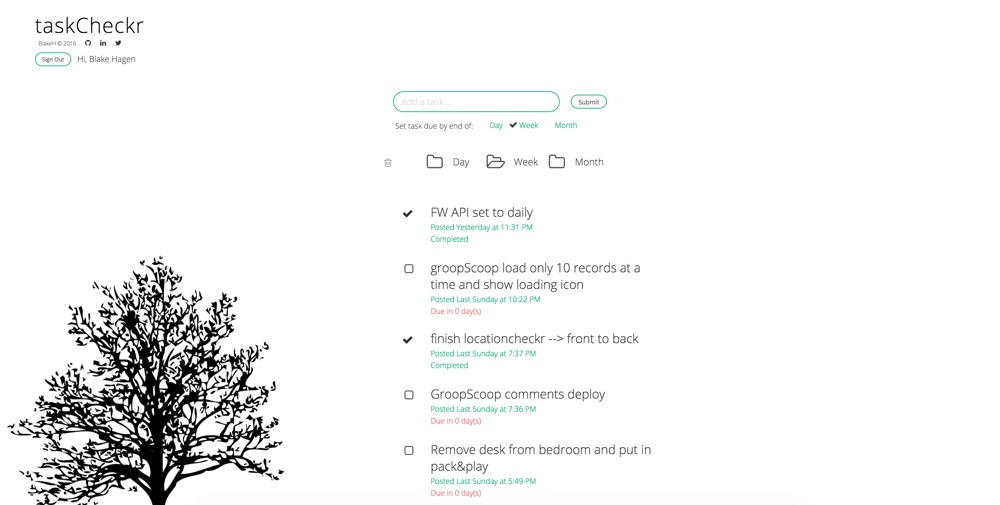 taskCheckr
BlakeH © 2016
Sign Out Hi, Blake Hagen
Add a task ... Submit
Set task due by end of: Day Week Month
Day Week Month
FW API set to daily
Posted Yesterday at 11:31 PM
Completed
groopScoop load only 10 records at a
time and show loading icon
Posted Last Sunday at 10:22 PM
Due in 0 day(s)
finish locationcheckr --> front to back
Posted Last Sunday at 7:37 PM
Completed
GroopScoop comments deploy
Posted Last Sunday at 7:36 PM
Due in 0 day(s)
Remove desk from bedroom and put in
pack&play
Posted Last Sunday at 5:49 PM
Due in 0 day(s)